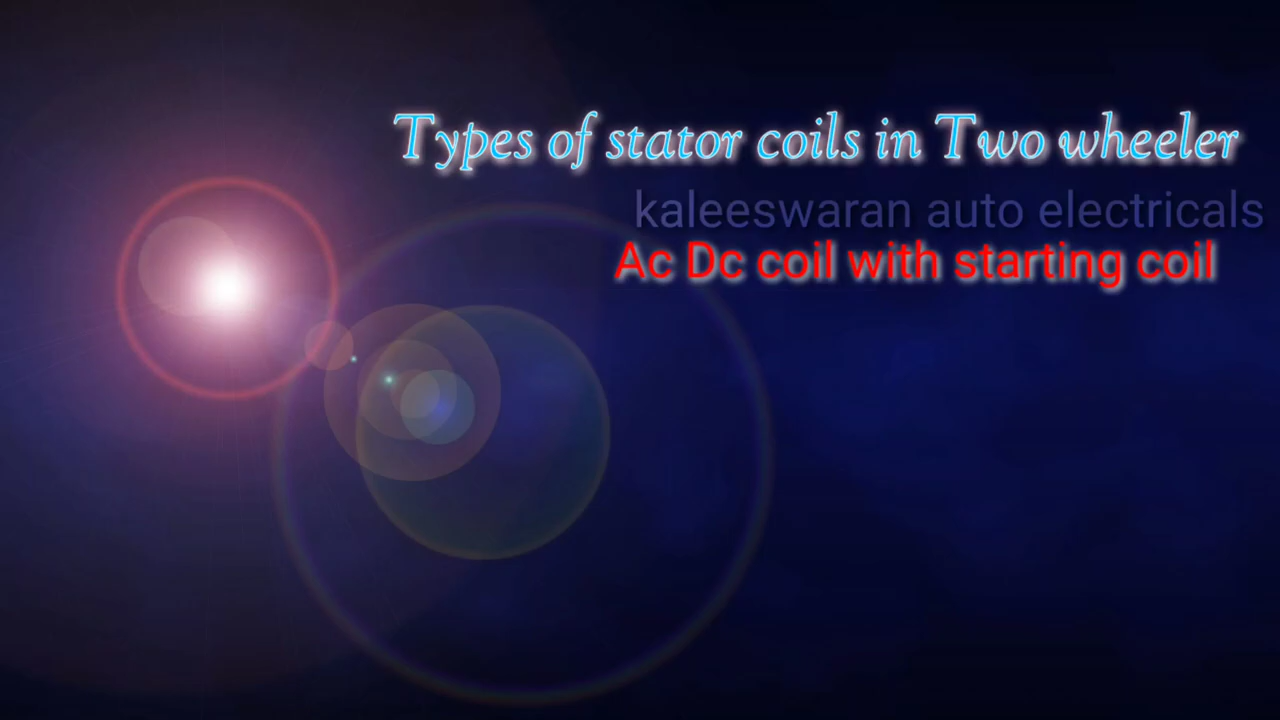 Types of stator coils in Two wheeler
kaleeswaran auto electricals
Ac Dc coil with starting coil